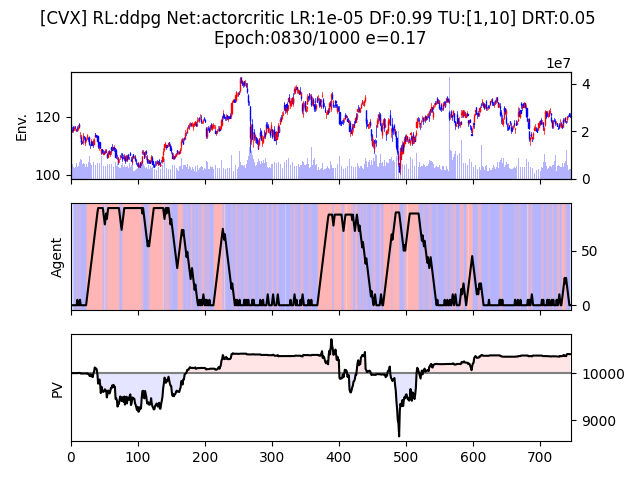 [CVX] RL:ddpg Net:actorcritic LR:1e-05 DF:0.99 TU:[1,10] DRT:0.05
Epoch:0830/1000 e=0.17
1e7
Env.
120
100
4
2
0
Agent
50
0
PV
10000
9000
0 100 200 300 400 500 600 700